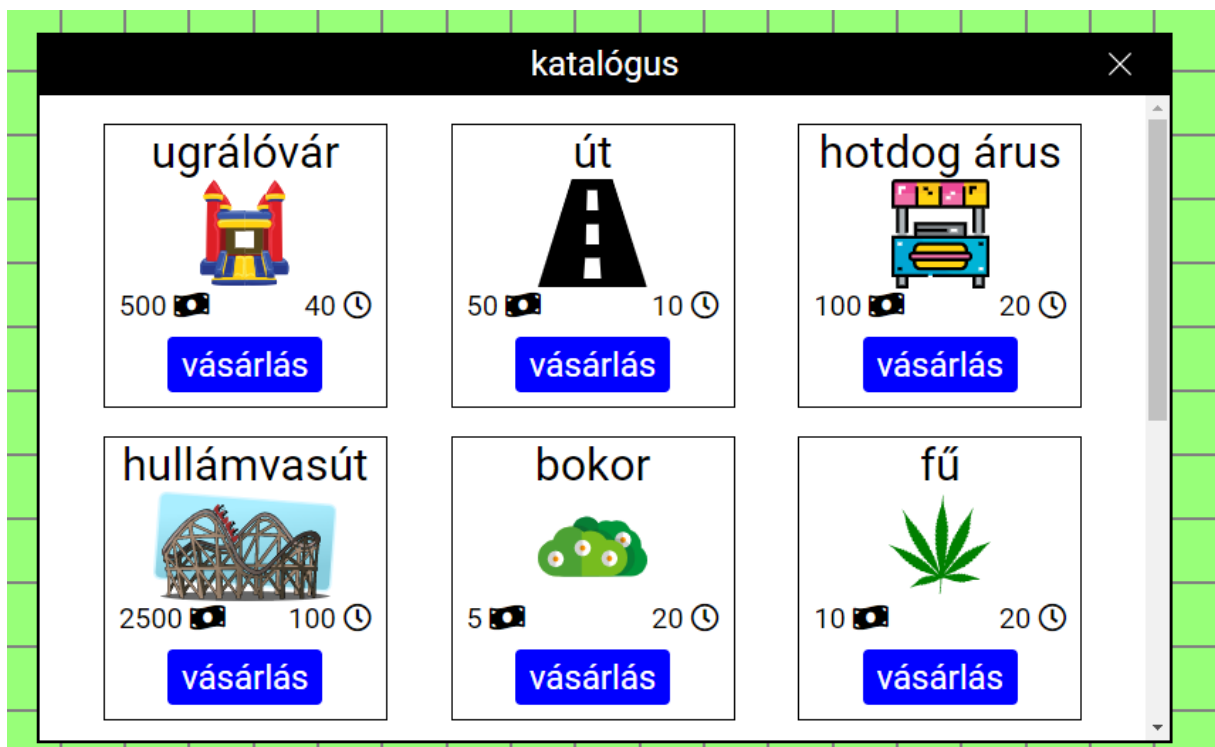 katalógus
ugrálóvár
500 40
vásárlás
út
50 10
vásárlás
hotdog árus
100 20
vásárlás
hullámvasút
2500 100
vásárlás
bokor
5 20
vásárlás
fű
10 20
vásárlás